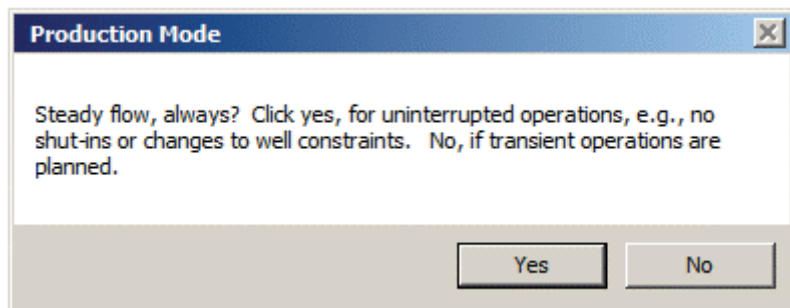 Production Mode
Steady flow, always?  Click yes, for uninterrupted operations, e.g., no
shut-ins or changes to well constraints.   No, if transient operations are
planned.
Yes
No